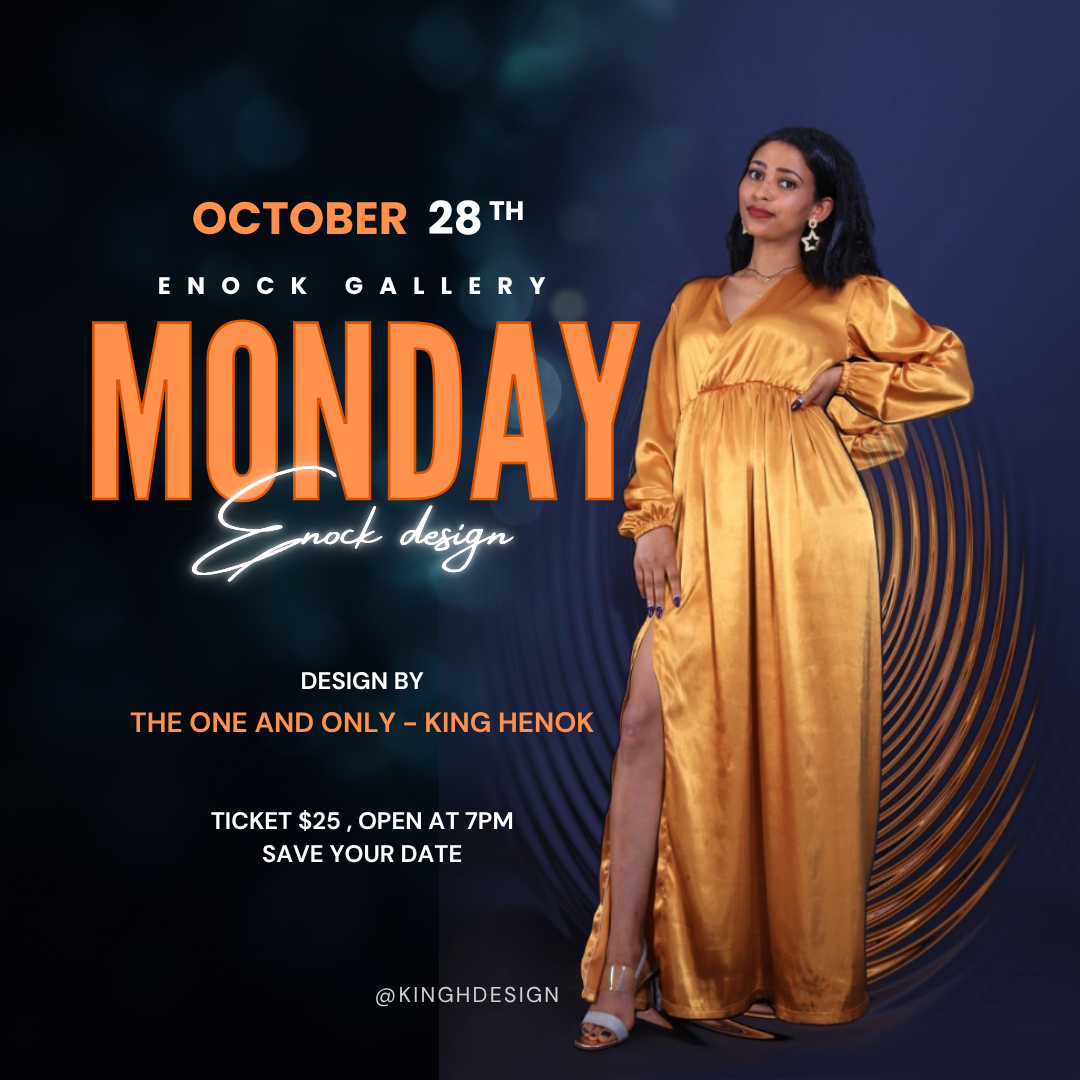 OCTOBER 28TH
ENOCK GALLERY
MONDAY
Enock design
DESIGN BY
THE ONE AND ONLY – KING HENOK
TICKET $25 , OPEN AT 7PM
SAVE YOUR DATE
@KINGHDESIGN